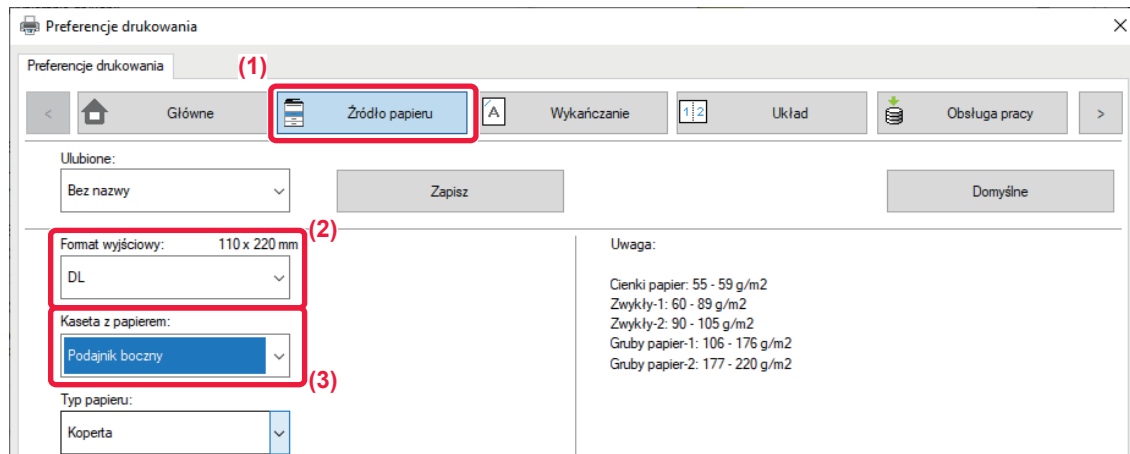 Preferencje drukowania
Preferencje drukowania
(1)
< Główne Źródło papieru A Wykańczanie 1 2 Układ Obsługa pracy >
Ulubione:
Bez nazwy
Zapisz
Domyślne
(2)
Format wyjściowy: 110 x 220 mm
DL
Kaseta z papierem:
Podajnik boczny
(3)
Typ papieru:
Koperta
Uwaga:
Cienki papier: 55 - 59 g/m2
Zwykły-1: 60 - 89 g/m2
Zwykły-2: 90 - 105 g/m2
Gruby papier-1: 106 - 176 g/m2
Gruby papier-2: 177 - 220 g/m2